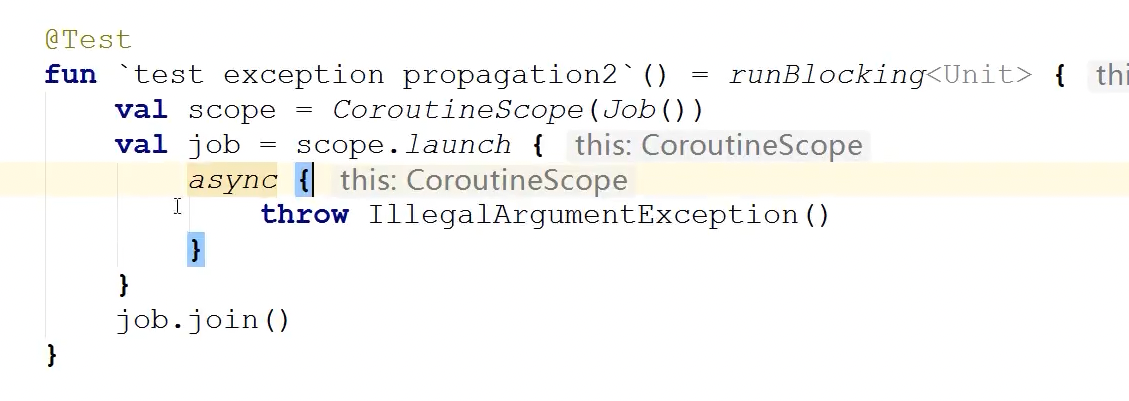 @Test
fun `test exception propagation2`() = runBlocking<Unit> { thi
val scope = CoroutineScope(Job())
val job = scope.launch { this: CoroutineScope
async { this: CoroutineScope
throw IllegalArgumentException()
}
}
job.join()
}